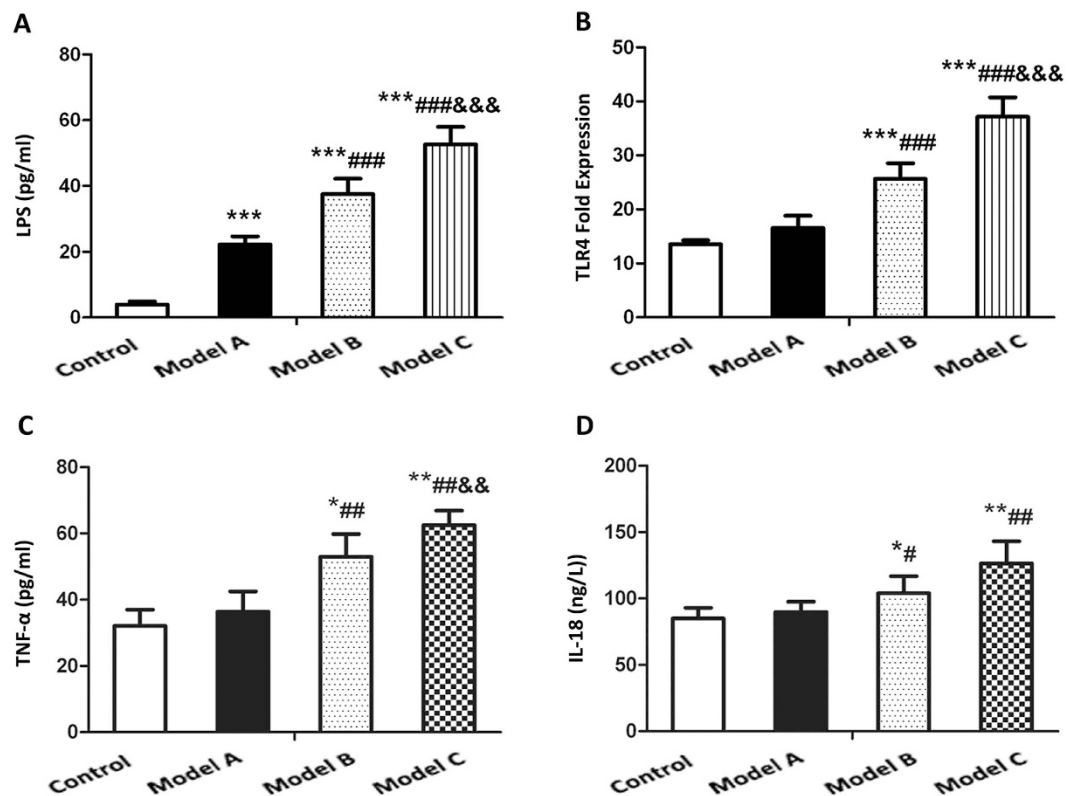 A
LPS (pg/ml)
80
60
40
20
0
***
***###
***###&&&
Control
Model A
Model B
Model C
B
TLR4 Fold Expression
50
40
30
20
10
0
***###
***###&&&
Control
Model A
Model B
Model C
C
TNF-α (pg/ml)
80
60
40
20
0
*##
**##&&
Control
Model A
Model B
Model C
D
IL-18 (ng/L))
200
150
100
50
0
*#
**##
Control
Model A
Model B
Model C